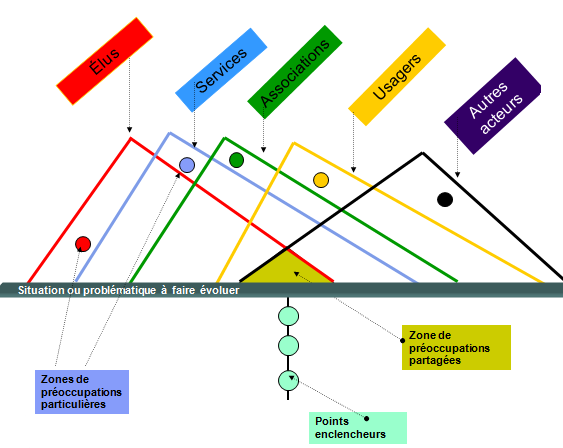 Élus
Services
Associations
Usagers
Autres
acteurs
Situation ou problématique à faire évoluer
Zone de
préoccupations
partagées
Zones de
préoccupations
particulières
Points
enclencheurs